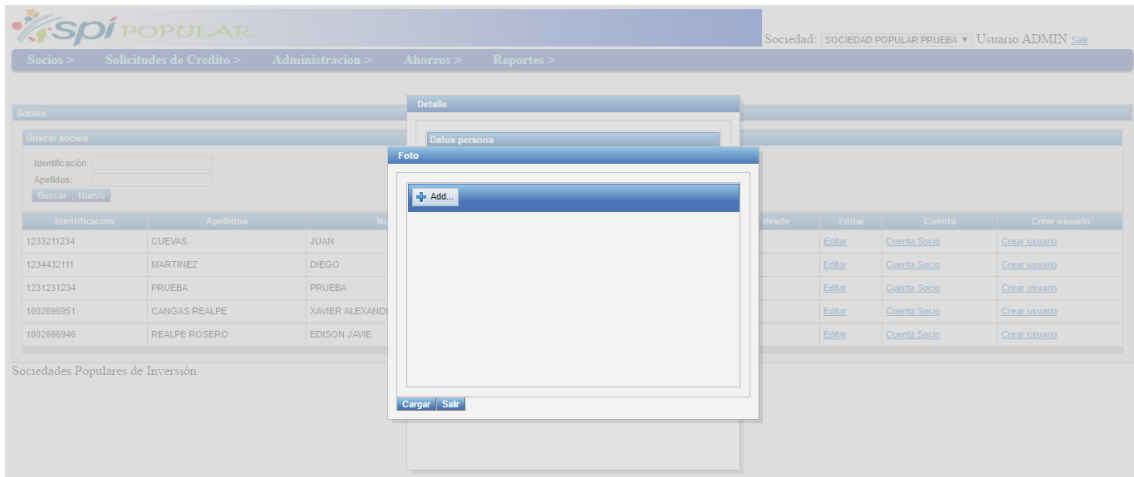 spi POPULAR
Sociedad: SOCIEDAD POPULAR PRUEBA Usuario ADMIN Salir
Socios > Solicitudes de Credito > Administracion > Ahorros > Reportes >
Detalle
Socios
Buscar socios
Datos persona
Foto
Identificación:
Apellidos:
Buscar Nuevo
Add...
Identificacion Apellidos No desde Editar Cuenta Crear usuario
1233211234 CUEVAS JUAN Editar Cuenta Socio Crear usuario
1234432111 MARTINEZ DIEGO Editar Cuenta Socio Crear usuario
1231231234 PRUEBA PRUEBA Editar Cuenta Socio Crear usuario
1002696951 CANGAS REALPE XAVIER ALEXANDR Editar Cuenta Socio Crear usuario
1002696946 REALPE ROSERO EDISON JAVIE Editar Cuenta Socio Crear usuario
Sociedades Populares de Inversión
Cargar Salir